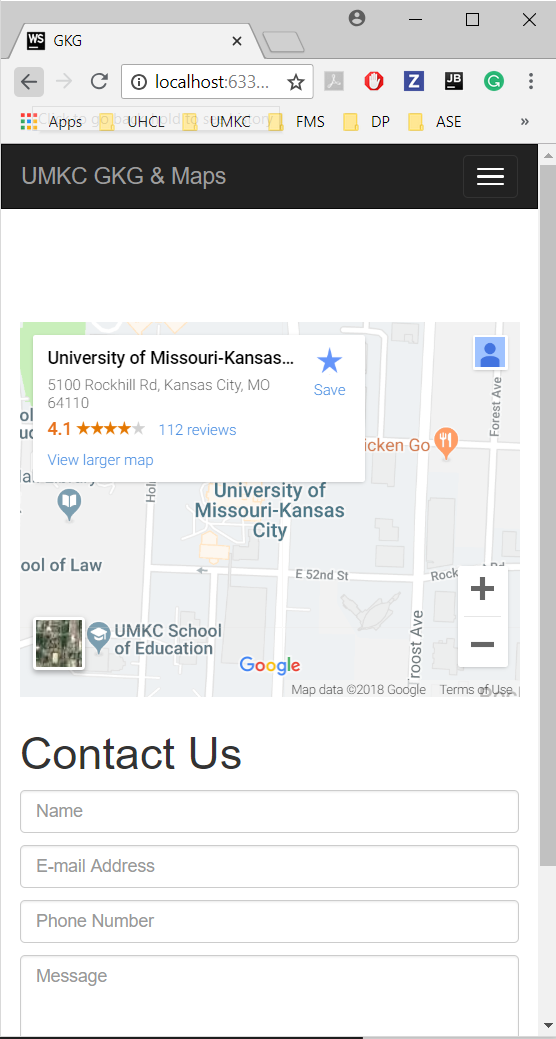 WS GKG
localhost:633...
JB
Apps UHCL UMKC FMS DP ASE »
UMKC GKG & Maps
University of Missouri-Kansas...
5100 Rockhill Rd, Kansas City, MO
64110
Save
4.1 112 reviews
View larger map
icken Go
Forest Ave
University of
Missouri-Kansas
City
ool of Law
E 52nd St
UMKC School
of Education
Troost Ave
Google
Map data ©2018 Google Terms of Use
Contact Us
Name
E-mail Address
Phone Number
Message